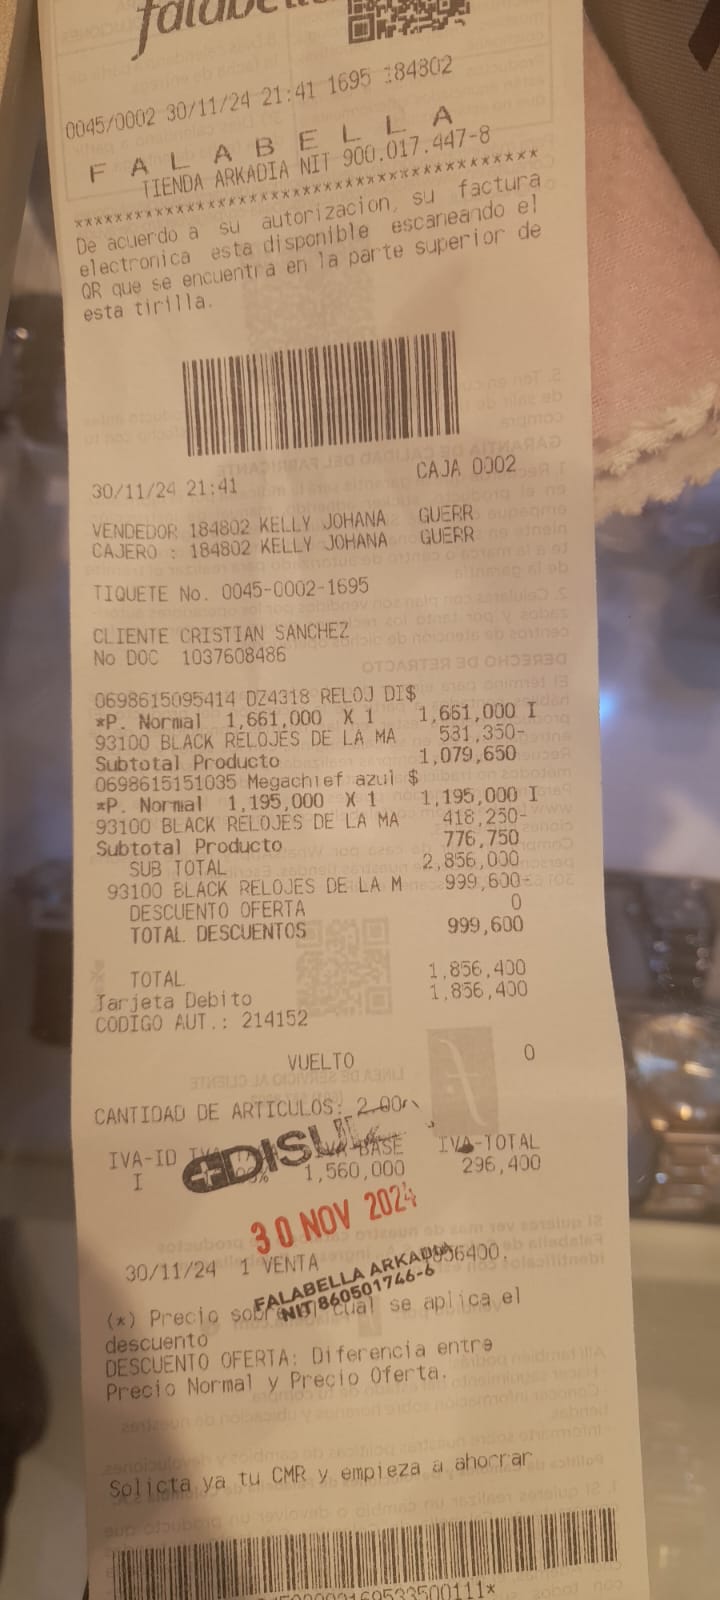 falabella
0045/0002 30/11/24 21:41 1695 184802
F A L A B E L L A
TIENDA ARKADIA NIT 900.017.447-8
****************************************
De acuerdo a su autorizacion, su factura
electronica esta disponible escaneando el
QR que se encuentra en la parte superior de
esta tirilla.
30/11/24 21:41 CAJA 0002
VENDEDOR 184802 KELLY JOHANA GUERR
CAJERO : 184802 KELLY JOHANA GUERR
TIQUETE No. 0045-0002-1695
CLIENTE CRISTIAN SANCHEZ
No DOC 1037608486
0698615095414 DZ4318 RELOJ DI$
*P. Normal 1,661,000 X 1 1,661,000 I
93100 BLACK RELOJES DE LA MA 531,350-
Subtotal Producto 1,079,650
0698615151035 Megachief azul $
*P. Normal 1,195,000 X 1 1,195,000 I
93100 BLACK RELOJES DE LA MA 418,250-
Subtotal Producto 776,750
SUB TOTAL 2,856,000
93100 BLACK RELOJES DE LA M 999,600-
DESCUENTO OFERTA 0
TOTAL DESCUENTOS 999,600
TOTAL 1,856,400
Tarjeta Debito 1,856,400
CODIGO AUT.: 214152
VUELTO 0
CANTIDAD DE ARTICULOS: 2.00
IVA-ID IVA-BASE IVA-TOTAL
I 1,560,000 296,400
30 NOV 2024
30/11/24 1 VENTA
FALABELLA ARKADIA
NIT 860501746-6
(*) Precio sobre el cual se aplica el
descuento
DESCUENTO OFERTA: Diferencia entre
Precio Normal y Precio Oferta.
Solicta ya tu CMR y empieza a ahorrar